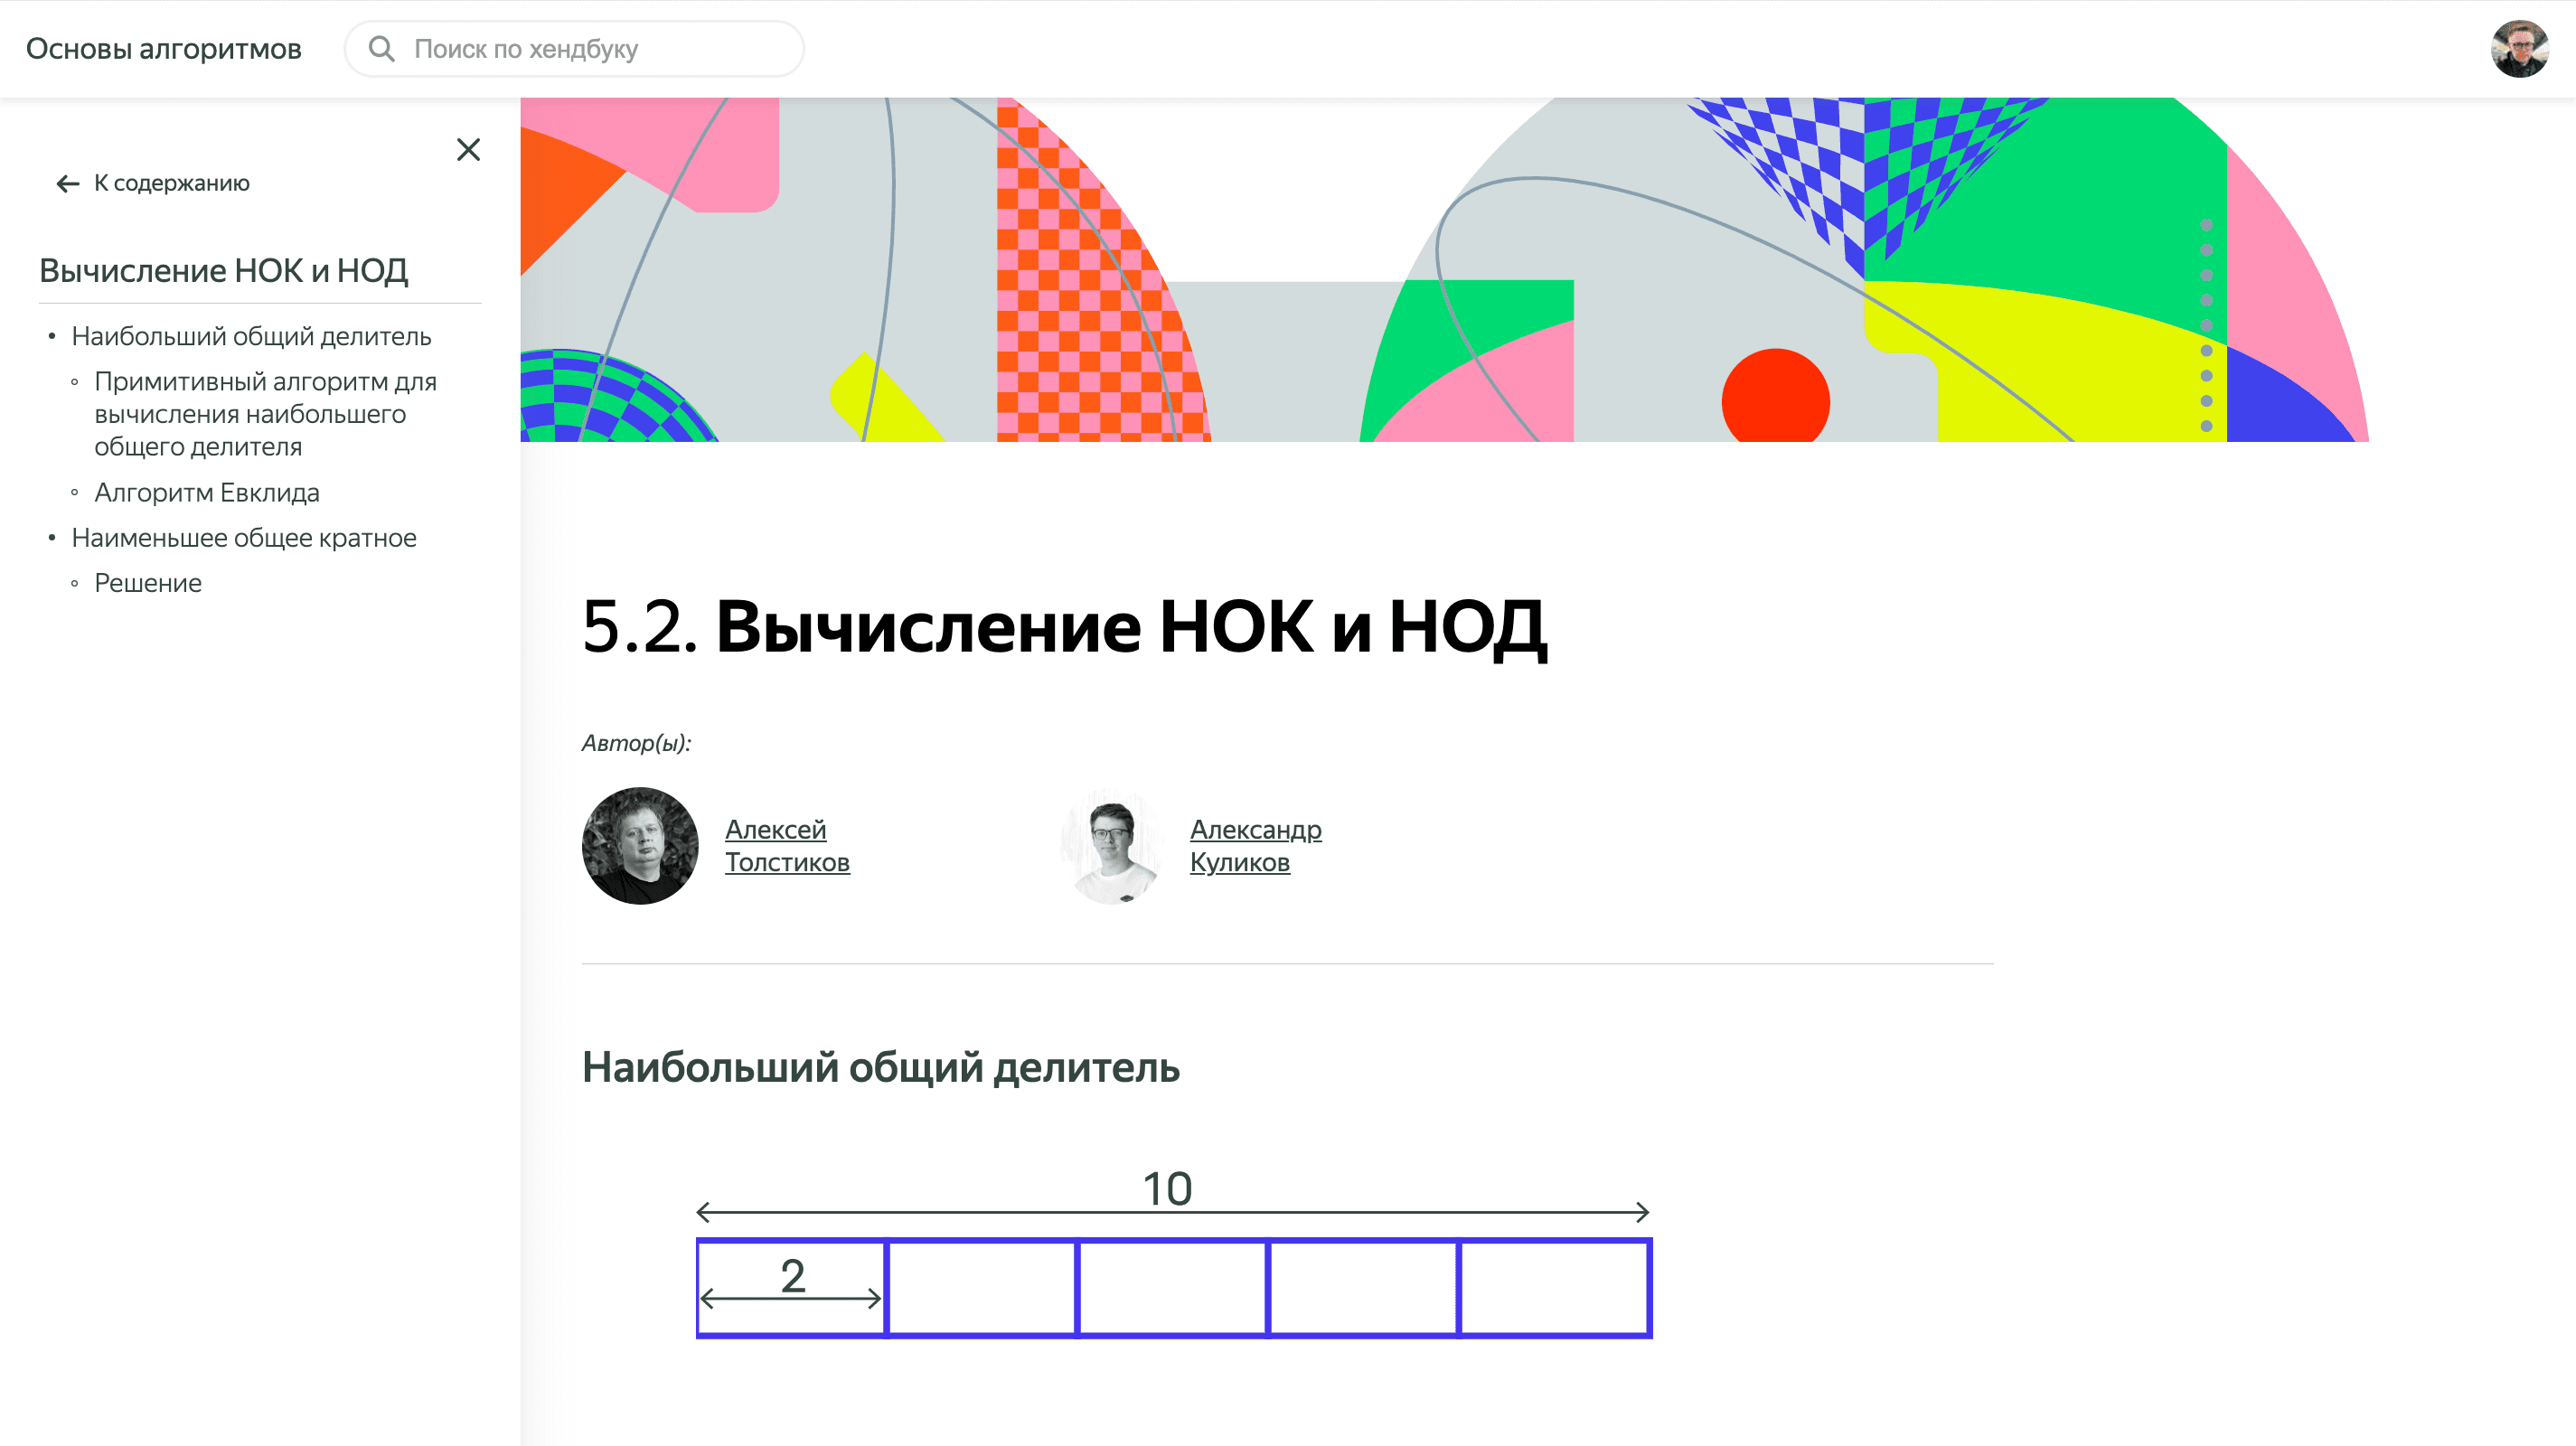 Основы алгоритмов
Поиск по хендбуку
К содержанию
Вычисление НОК и НОД
Наибольший общий делитель
Примитивный алгоритм для
вычисления наибольшего
общего делителя
Алгоритм Евклида
Наименьшее общее кратное
Решение
5.2. Вычисление НОК и НОД
Автор(ы):
Алексей
Толстиков
Александр
Куликов
Наибольший общий делитель
10
2